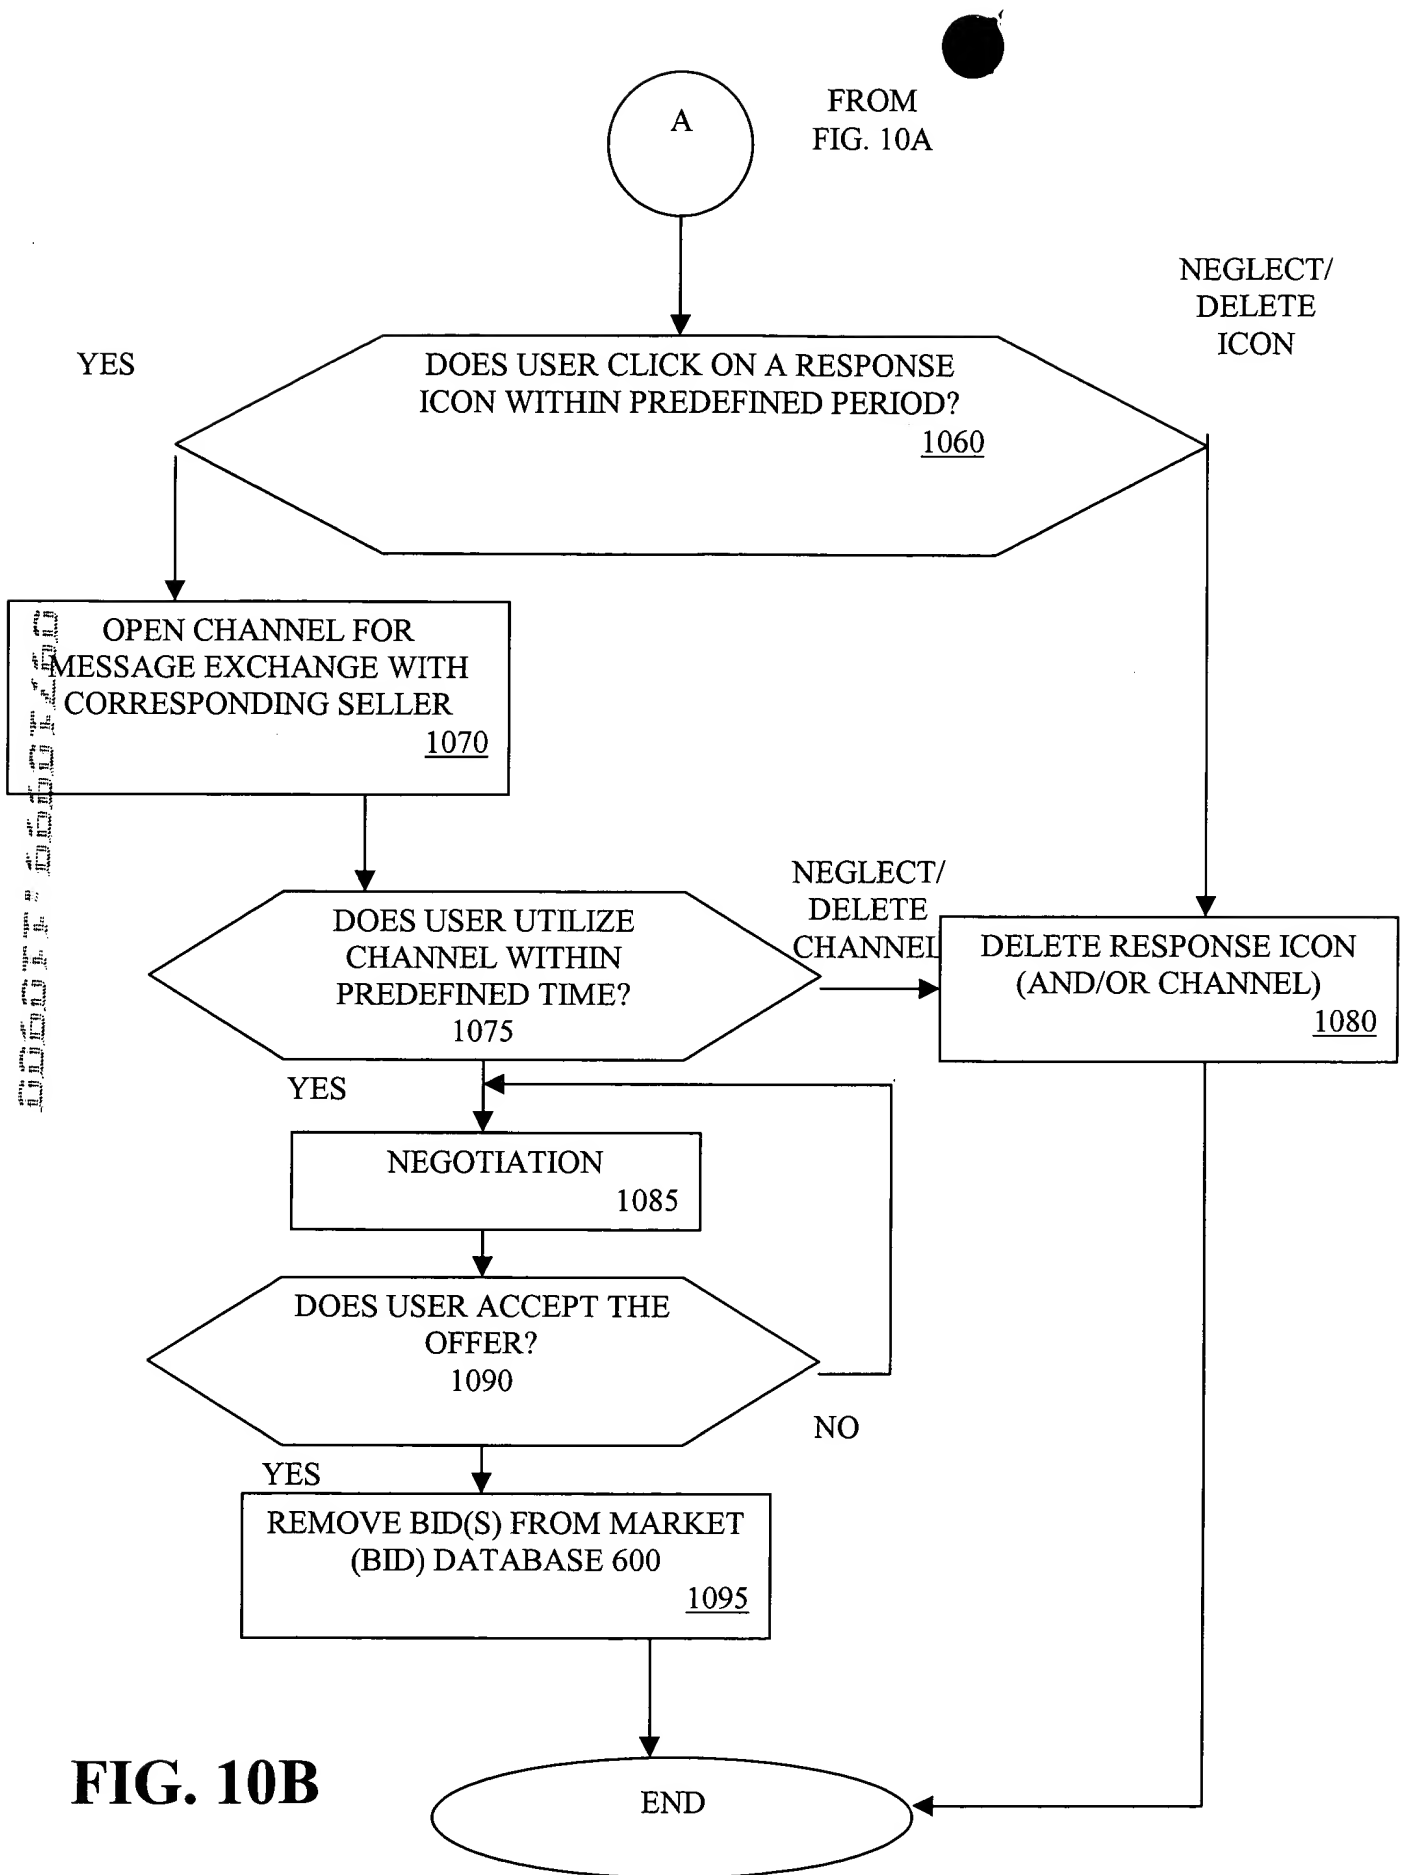 A
FROM
FIG. 10A
NEGLECT/
DELETE
ICON
YES
DOES USER CLICK ON A RESPONSE
ICON WITHIN PREDEFINED PERIOD?
1060
OPEN CHANNEL FOR
MESSAGE EXCHANGE WITH
CORRESPONDING SELLER
1070
NEGLECT/
DELETE
CHANNEL
DOES USER UTILIZE
CHANNEL WITHIN
PREDEFINED TIME?
1075
DELETE RESPONSE ICON
(AND/OR CHANNEL)
1080
YES
NEGOTIATION
1085
DOES USER ACCEPT THE
OFFER?
1090
NO
YES
REMOVE BID(S) FROM MARKET
(BID) DATABASE 600
1095
FIG. 10B
END